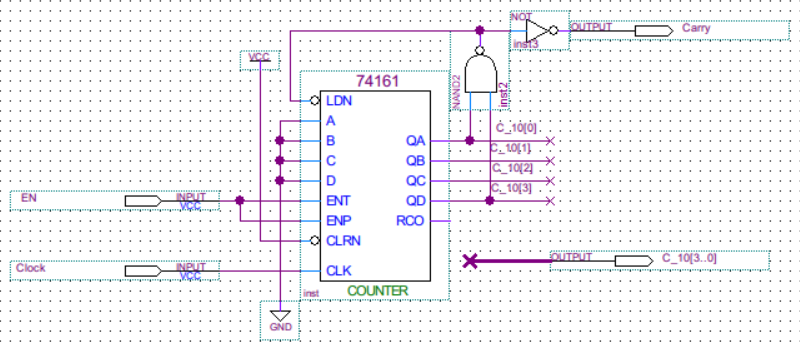 NOT
OUTPUT
Carry
inst3
VCC
74161
NAND2
inst2
LDN
A
B
C
D
ENT
ENP
CLRN
CLK
QA
QB
QC
QD
RCO
C_10[0]
C_10[1]
C_10[2]
C_10[3]
EN
INPUT
VCC
Clock
INPUT
VCC
OUTPUT
C_10[3..0]
inst
COUNTER
GND